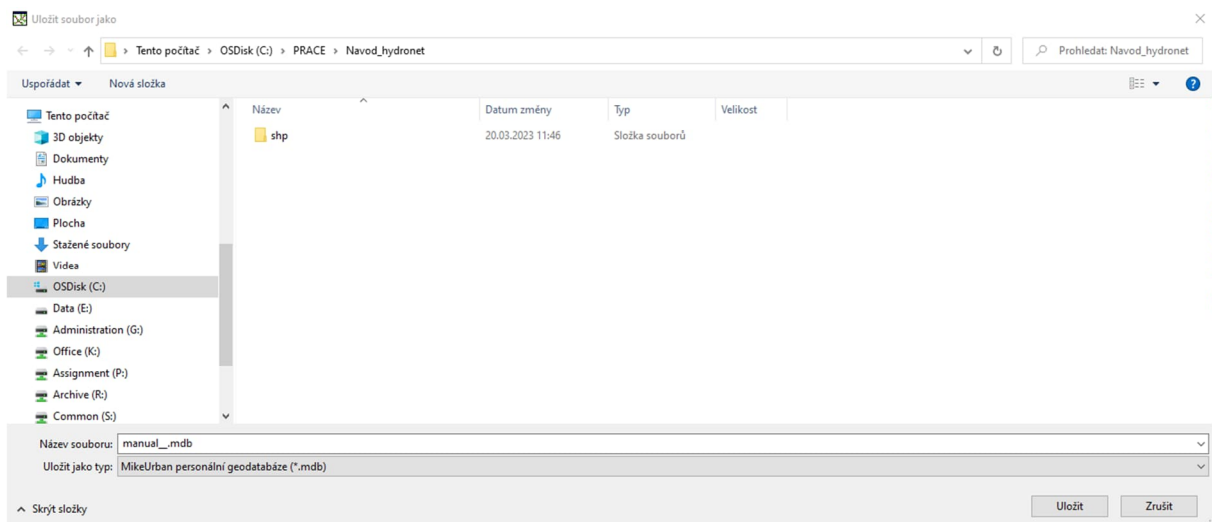 Uložit soubor jako
Tento počítač › OSDisk (C:) › PRACE › Navod_hydronet
Prohledat: Navod_hydronet
Uspořádat
Nová složka
Název
Datum změny
Typ
Velikost
shp
20.03.2023 11:46
Složka souborů
Tento počítač
3D objekty
Dokumenty
Hudba
Obrázky
Plocha
Stažené soubory
Videa
OSDisk (C:)
Data (E:)
Administration (G:)
Office (K:)
Assignment (P:)
Archive (R:)
Common (S:)
Název souboru: manual__.mdb
Uložit jako typ: MikeUrban personální geodatabáze (*.mdb)
Skrýt složky
Uložit
Zrušit